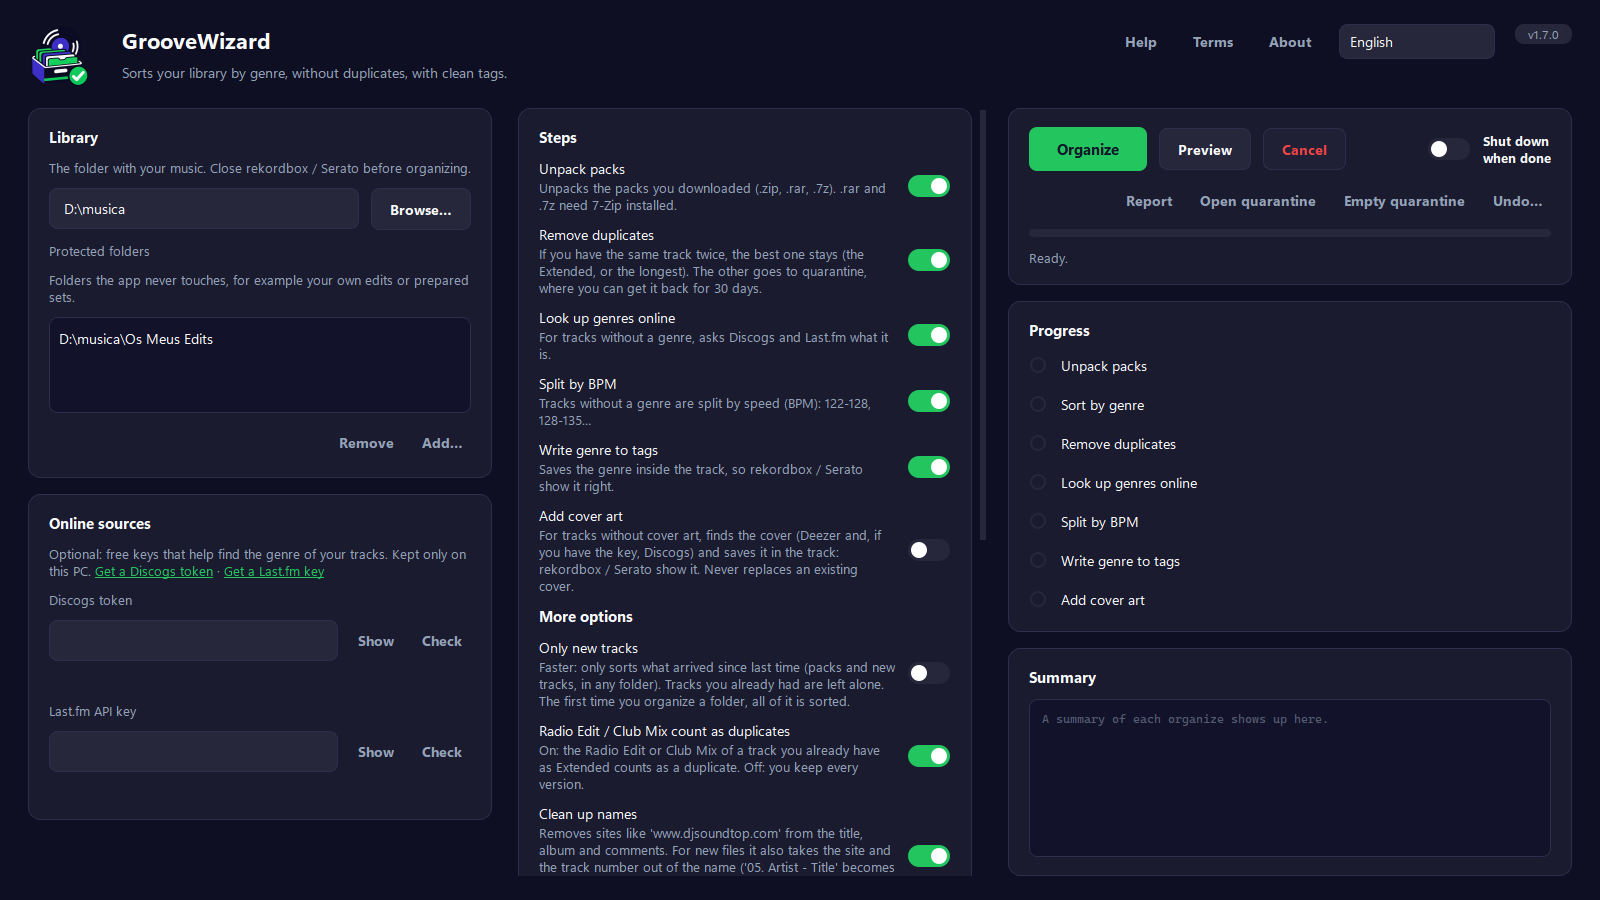 GrooveWizard
Sorts your library by genre, without duplicates, with clean tags.
Help
Terms
About
English
v1.7.0
Library
The folder with your music. Close rekordbox / Serato before organizing.
D:\musica
Browse...
Protected folders
Folders the app never touches, for example your own edits or prepared
sets.
D:\musica\Os Meus Edits
Remove
Add...
Online sources
Optional: free keys that help find the genre of your tracks. Kept only on
this PC. Get a Discogs token · Get a Last.fm key
Discogs token
Show
Check
Last.fm API key
Show
Check
Steps
Unpack packs
Unpacks the packs you downloaded (.zip, .rar, .7z). .rar and
.7z need 7-Zip installed.
Remove duplicates
If you have the same track twice, the best one stays (the
Extended, or the longest). The other goes to quarantine,
where you can get it back for 30 days.
Look up genres online
For tracks without a genre, asks Discogs and Last.fm what it
is.
Split by BPM
Tracks without a genre are split by speed (BPM): 122-128,
128-135...
Write genre to tags
Saves the genre inside the track, so rekordbox / Serato
show it right.
Add cover art
For tracks without cover art, finds the cover (Deezer and, if
you have the key, Discogs) and saves it in the track:
rekordbox / Serato show it. Never replaces an existing
cover.
More options
Only new tracks
Faster: only sorts what arrived since last time (packs and new
tracks, in any folder). Tracks you already had are left alone.
The first time you organize a folder, all of it is sorted.
Radio Edit / Club Mix count as duplicates
On: the Radio Edit or Club Mix of a track you already have
as Extended counts as a duplicate. Off: you keep every
version.
Clean up names
Removes sites like 'www.djsoundtop.com' from the title,
album and comments. For new files it also takes the site and
the track number out of the name ('05. Artist - Title' becomes
Organize
Preview
Cancel
Shut down
when done
Report
Open quarantine
Empty quarantine
Undo...
Ready.
Progress
Unpack packs
Sort by genre
Remove duplicates
Look up genres online
Split by BPM
Write genre to tags
Add cover art
Summary
A summary of each organize shows up here.